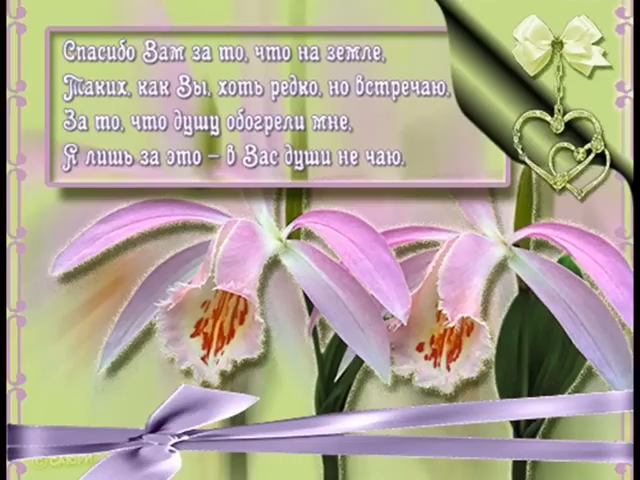 Спасибо Вам за то, что на земле,
Таких, как Вы, хоть редко, но встречаю,
За то, что душу обогрели мне,
Я лишь за это – в Вас души не чаю.